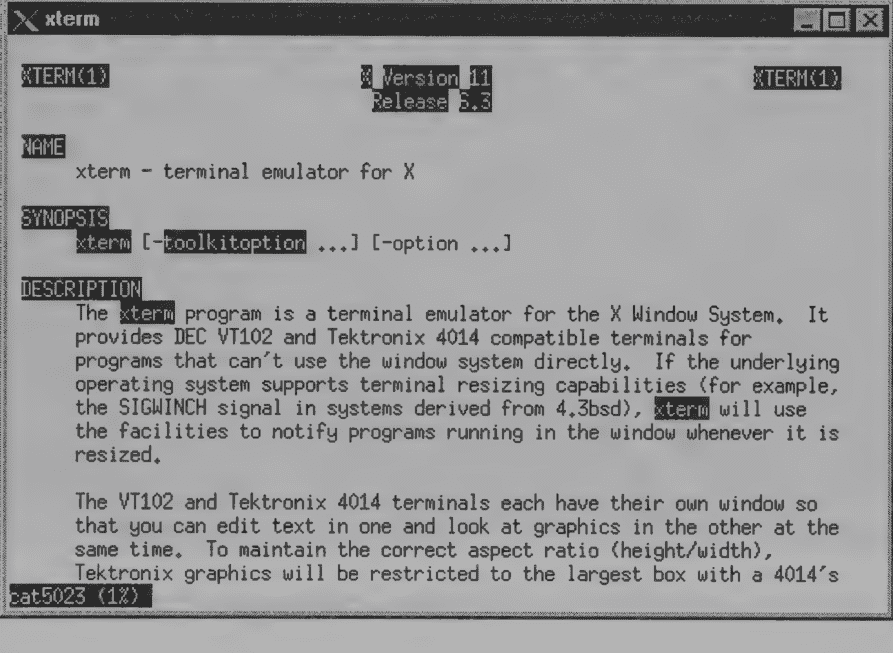 xterm
XTERM(1) X Version 11 XTERM(1)
Release 6.3
NAME
xterm - terminal emulator for X
SYNOPSIS
xterm [-toolkitoption ...] [-option ...]
DESCRIPTION
The xterm program is a terminal emulator for the X Window System. It
provides DEC VT102 and Tektronix 4014 compatible terminals for
programs that can't use the window system directly. If the underlying
operating system supports terminal resizing capabilities (for example,
the SIGWINCH signal in systems derived from 4.3bsd), xterm will use
the facilities to notify programs running in the window whenever it is
resized.
The VT102 and Tektronix 4014 terminals each have their own window so
that you can edit text in one and look at graphics in the other at the
same time. To maintain the correct aspect ratio (height/width),
Tektronix graphics will be restricted to the largest box with a 4014's
cat5023 (1%)